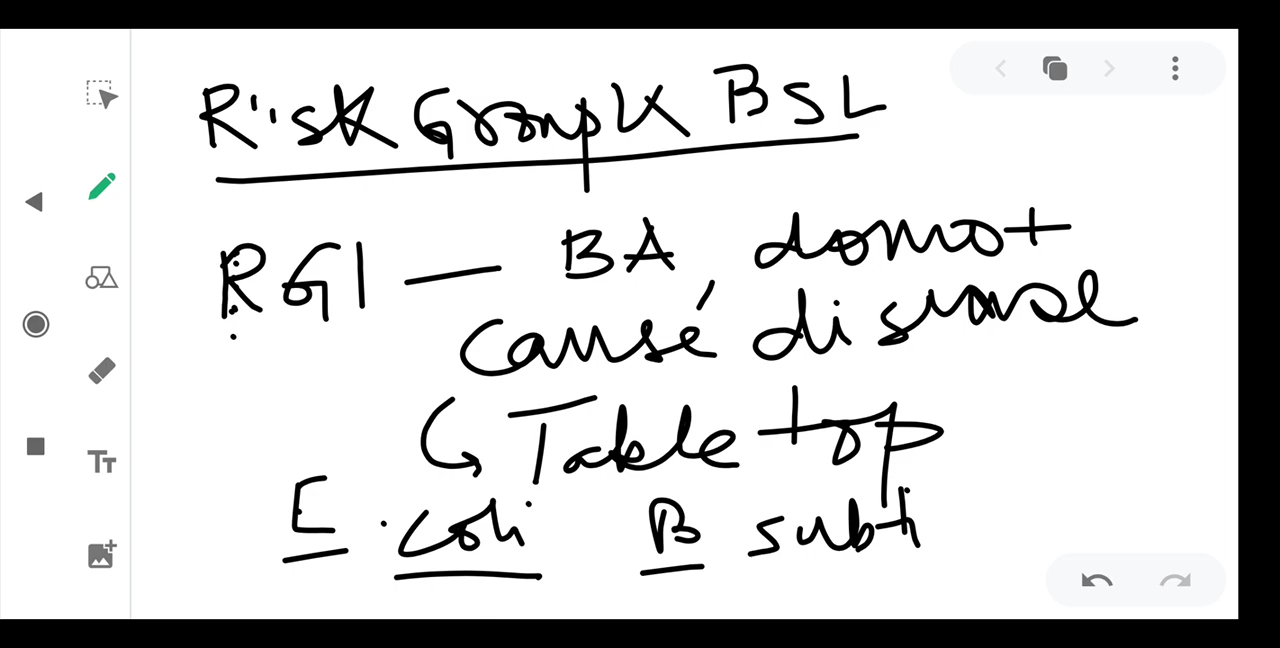 Risk Group & BSL
RG1 — BA, do not
cause disease
↳ Table top
E. coli B subti